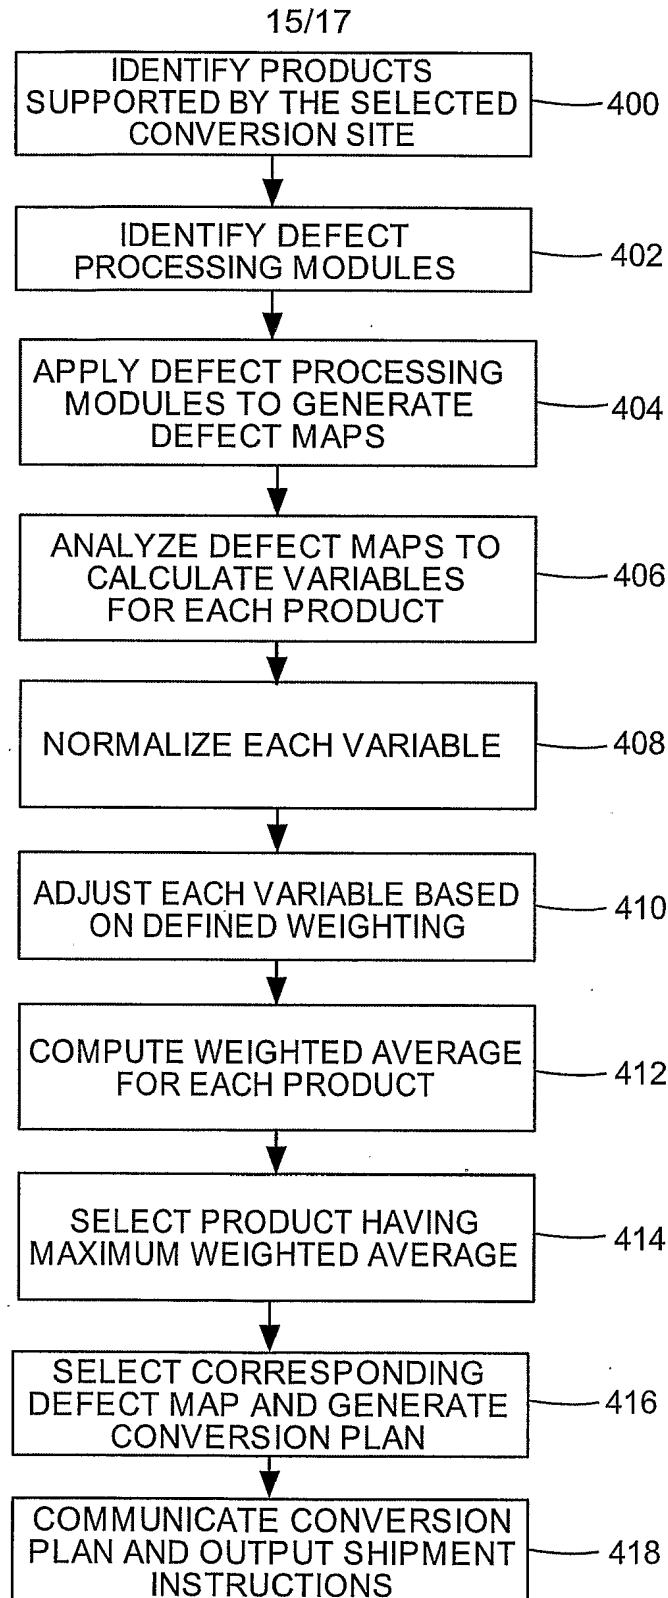 15/17
IDENTIFY PRODUCTS
SUPPORTED BY THE SELECTED
CONVERSION SITE
400
IDENTIFY DEFECT
PROCESSING MODULES
402
APPLY DEFECT PROCESSING
MODULES TO GENERATE
DEFECT MAPS
404
ANALYZE DEFECT MAPS TO
CALCULATE VARIABLES
FOR EACH PRODUCT
406
NORMALIZE EACH VARIABLE
408
ADJUST EACH VARIABLE BASED
ON DEFINED WEIGHTING
410
COMPUTE WEIGHTED AVERAGE
FOR EACH PRODUCT
412
SELECT PRODUCT HAVING
MAXIMUM WEIGHTED AVERAGE
414
SELECT CORRESPONDING
DEFECT MAP AND GENERATE
CONVERSION PLAN
416
COMMUNICATE CONVERSION
PLAN AND OUTPUT SHIPMENT
INSTRUCTIONS
418